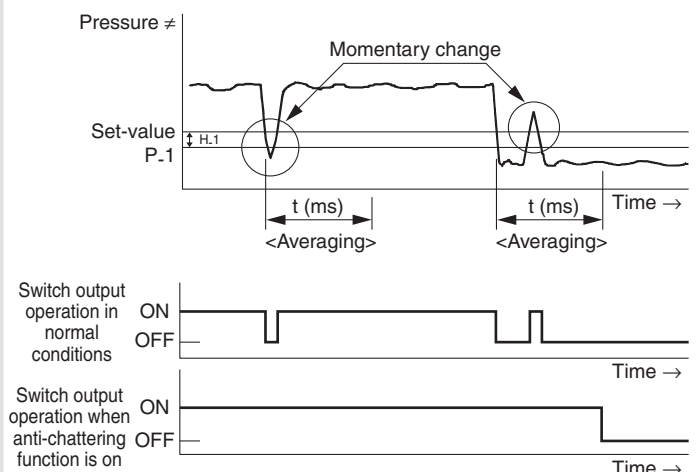 Pressure ≠
Momentary change
Set-value
H_1
P_1
t (ms)
t (ms)
Time →
<Averaging>
<Averaging>
Switch output
operation in
normal
conditions
ON
OFF
Time →
Switch output
operation when
anti-chattering
function is on
ON
OFF
Time →